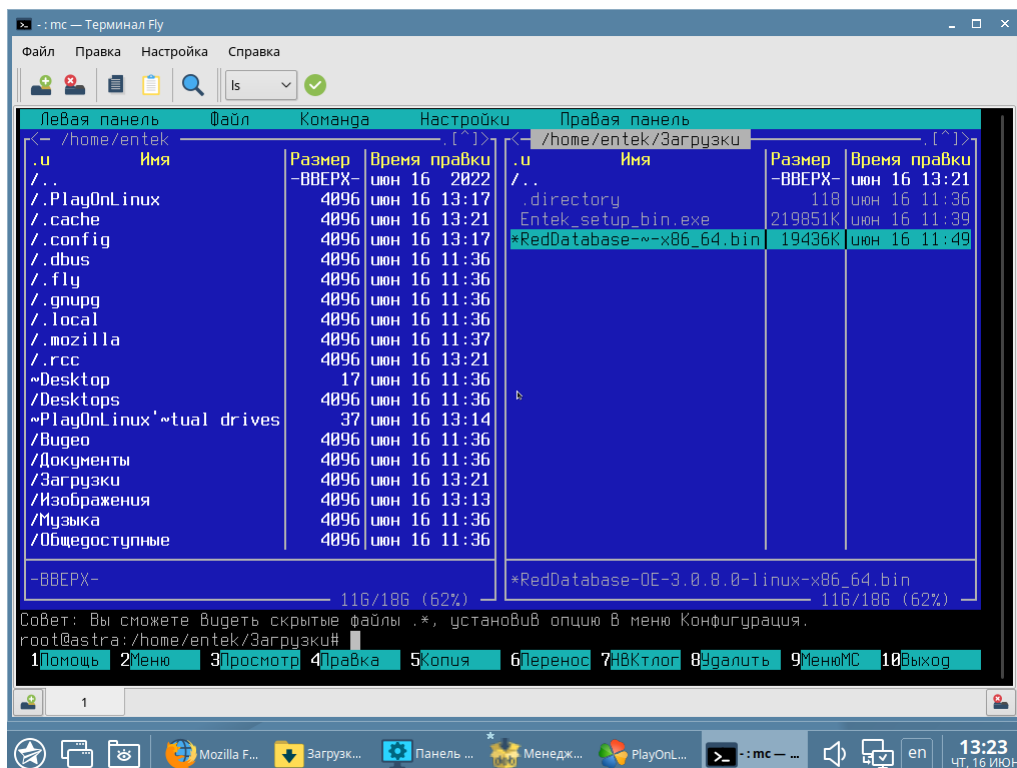 - : mc — Терминал Fly
Файл Правка Настройка Справка
ls
Левая панель Файл Команда Настройки Правая панель
<– /home/entek .[^]>
.и Имя Размер Время правки
/.. -ВВЕРХ- июн 16 2022
/.PlayOnLinux 4096 июн 16 13:17
/.cache 4096 июн 16 13:21
/.config 4096 июн 16 13:17
/.dbus 4096 июн 16 11:36
/.fly 4096 июн 16 11:36
/.gnupg 4096 июн 16 11:36
/.local 4096 июн 16 11:36
/.mozilla 4096 июн 16 11:37
/.rcc 4096 июн 16 13:21
~Desktop 17 июн 16 11:36
/Desktops 4096 июн 16 11:36
~PlayOnLinux'~tual drives 37 июн 16 13:14
/Видео 4096 июн 16 11:36
/Документы 4096 июн 16 11:36
/Загрузки 4096 июн 16 13:21
/Изображения 4096 июн 16 13:13
/Музыка 4096 июн 16 11:36
/Общедоступные 4096 июн 16 11:36
-ВВЕРХ-
11G/18G (62%)
<– /home/entek/Загрузки .[^]>
.и Имя Размер Время правки
/.. -ВВЕРХ- июн 16 13:21
.directory 118 июн 16 11:36
Entek_setup_bin.exe 219851K июн 16 11:39
*RedDatabase-~-x86_64.bin 19436K июн 16 11:49
*RedDatabase-OE-3.0.8.0-linux-x86_64.bin
11G/18G (62%)
Совет: Вы сможете видеть скрытые файлы .*, установив опцию в меню Конфигурация.
root@astra:/home/entek/Загрузки#
1Помощь 2Меню 3Просмотр 4Правка 5Копия 6Перенос 7НВКтлог 8Удалить 9МенюМС 10Выход
1
Mozilla F... Загрузк... Панель ... Менедж... PlayOnL... - : mc — ... en 13:23
ЧТ, 16 ИЮН